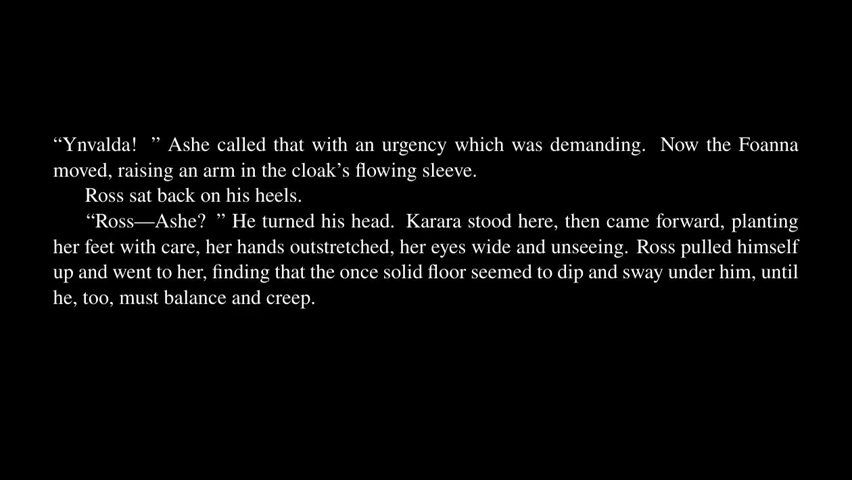 “Ynvalda! ” Ashe called that with an urgency which was demanding. Now the Foanna
moved, raising an arm in the cloak’s flowing sleeve.
Ross sat back on his heels.
“Ross—Ashe? ” He turned his head. Karara stood here, then came forward, planting
her feet with care, her hands outstretched, her eyes wide and unseeing. Ross pulled himself
up and went to her, finding that the once solid floor seemed to dip and sway under him, until
he, too, must balance and creep.